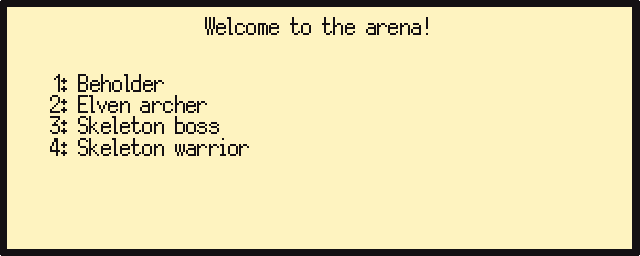 Welcome to the arena!
1: Beholder
2: Elven archer
3: Skeleton boss
4: Skeleton warrior